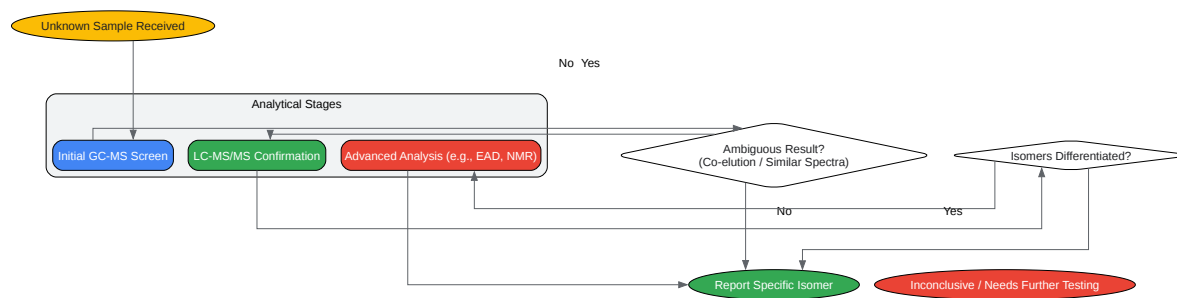 Unknown Sample Received
No Yes
Analytical Stages
Initial GC-MS Screen
LC-MS/MS Confirmation
Advanced Analysis (e.g., EAD, NMR)
Ambiguous Result?
(Co-elution / Similar Spectra)
Isomers Differentiated?
No
Yes
Report Specific Isomer
Inconclusive / Needs Further Testing